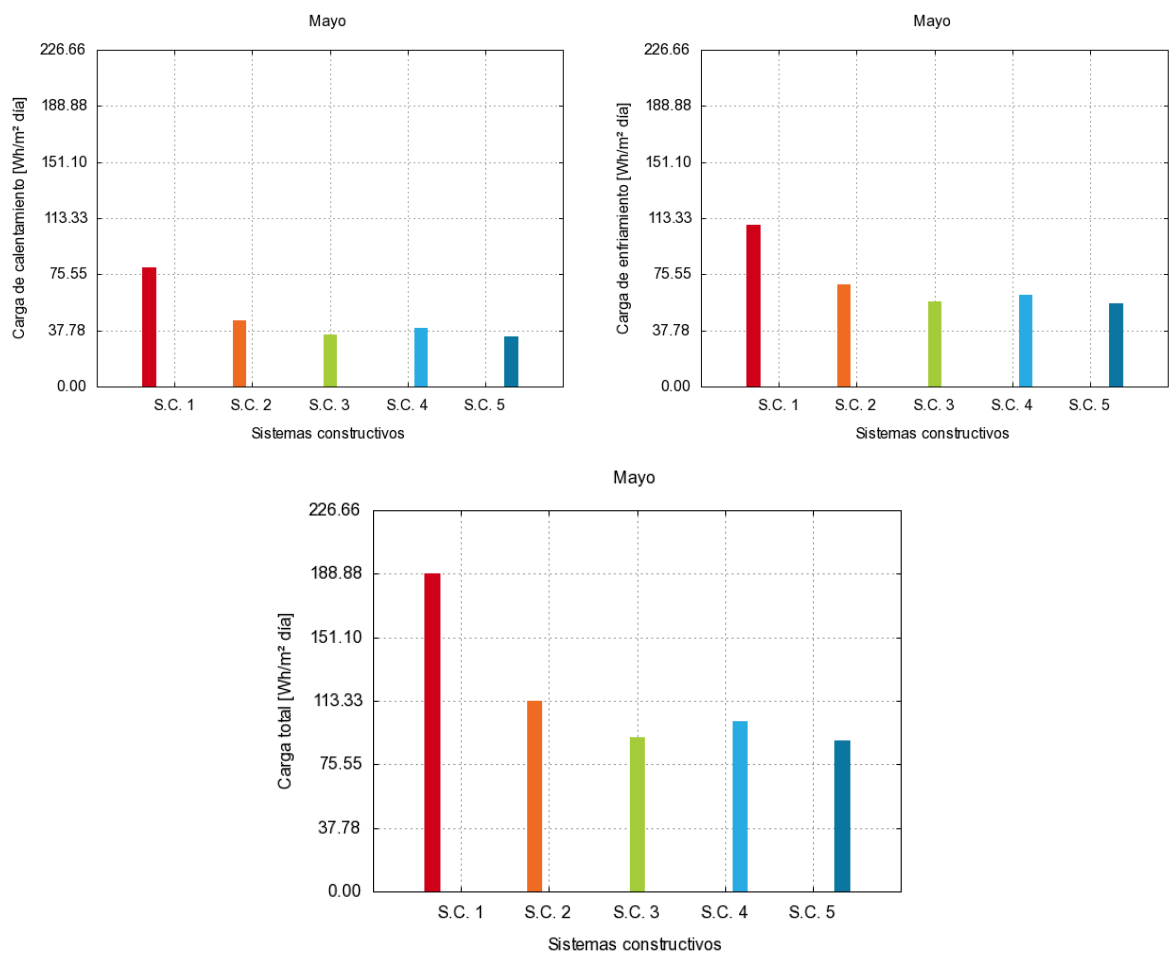 Mayo
226.66
188.88
151.10
113.33
75.55
37.78
0.00
Carga de calentamiento [Wh/m² día]
S.C. 1 S.C. 2 S.C. 3 S.C. 4 S.C. 5
Sistemas constructivos
Mayo
226.66
188.88
151.10
113.33
75.55
37.78
0.00
Carga de enfriamiento [Wh/m² día]
S.C. 1 S.C. 2 S.C. 3 S.C. 4 S.C. 5
Sistemas constructivos
Mayo
226.66
188.88
151.10
113.33
75.55
37.78
0.00
Carga total [Wh/m² día]
S.C. 1 S.C. 2 S.C. 3 S.C. 4 S.C. 5
Sistemas constructivos